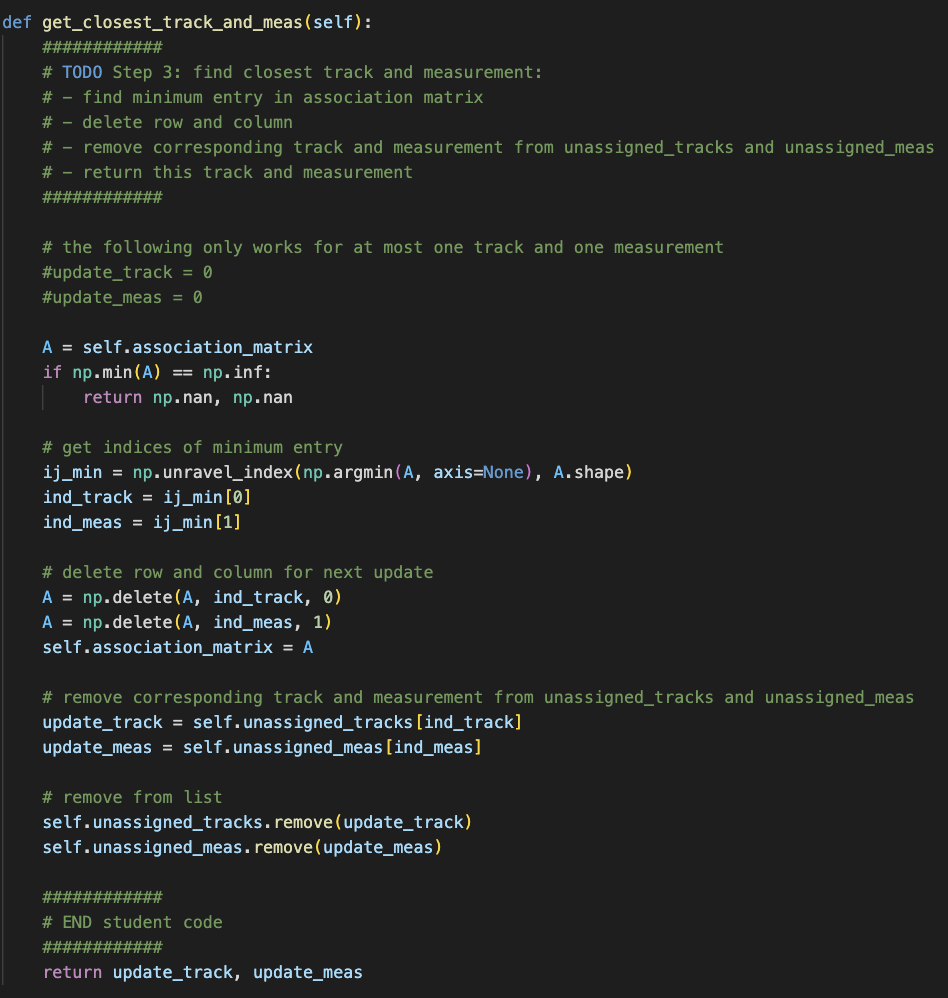 def get_closest_track_and_meas(self):
    ############
    # TODO Step 3: find closest track and measurement:
    # - find minimum entry in association matrix
    # - delete row and column
    # - remove corresponding track and measurement from unassigned_tracks and unassigned_meas
    # - return this track and measurement
    ############

    # the following only works for at most one track and one measurement
    #update_track = 0
    #update_meas = 0

    A = self.association_matrix
    if np.min(A) == np.inf:
        return np.nan, np.nan

    # get indices of minimum entry
    ij_min = np.unravel_index(np.argmin(A, axis=None), A.shape)
    ind_track = ij_min[0]
    ind_meas = ij_min[1]

    # delete row and column for next update
    A = np.delete(A, ind_track, 0)
    A = np.delete(A, ind_meas, 1)
    self.association_matrix = A

    # remove corresponding track and measurement from unassigned_tracks and unassigned_meas
    update_track = self.unassigned_tracks[ind_track]
    update_meas = self.unassigned_meas[ind_meas]

    # remove from list
    self.unassigned_tracks.remove(update_track)
    self.unassigned_meas.remove(update_meas)

    ############
    # END student code
    ############
    return update_track, update_meas